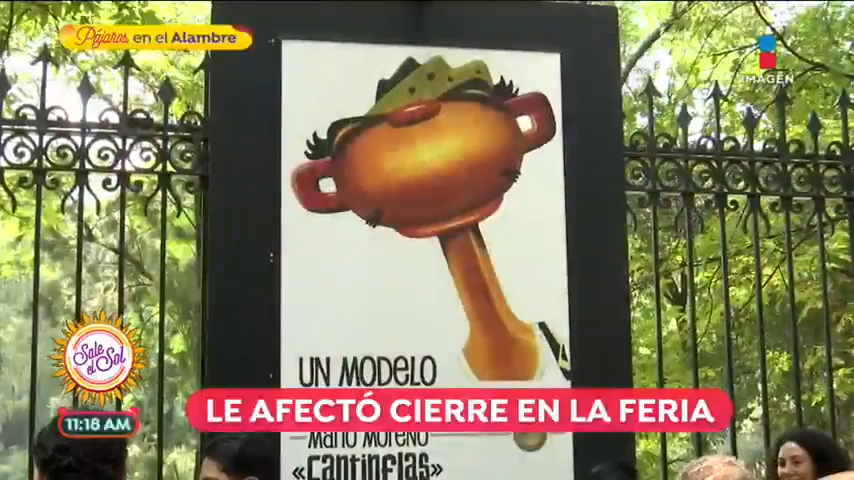 Pájaros en el Alambre
IMAGEN
UN MODELO
Sale el Sol
LE AFECTÓ CIERRE EN LA FERIA
11:18 AM
Mario MORENO
«Cantinflas»